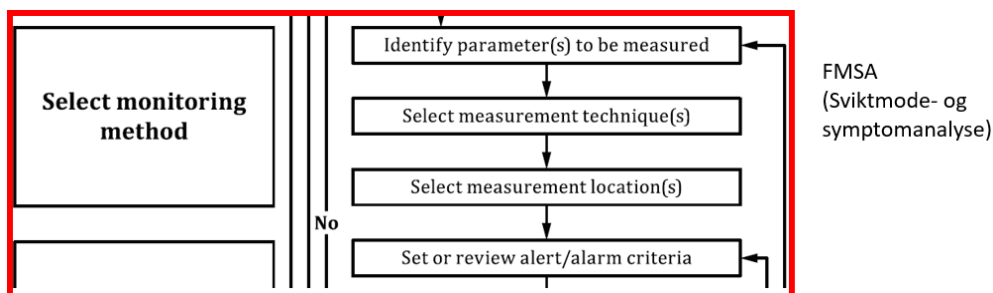 Select monitoring
method
No
Identify parameter(s) to be measured
Select measurement technique(s)
Select measurement location(s)
Set or review alert/alarm criteria
FMSA
(Sviktmode- og
symptomanalyse)